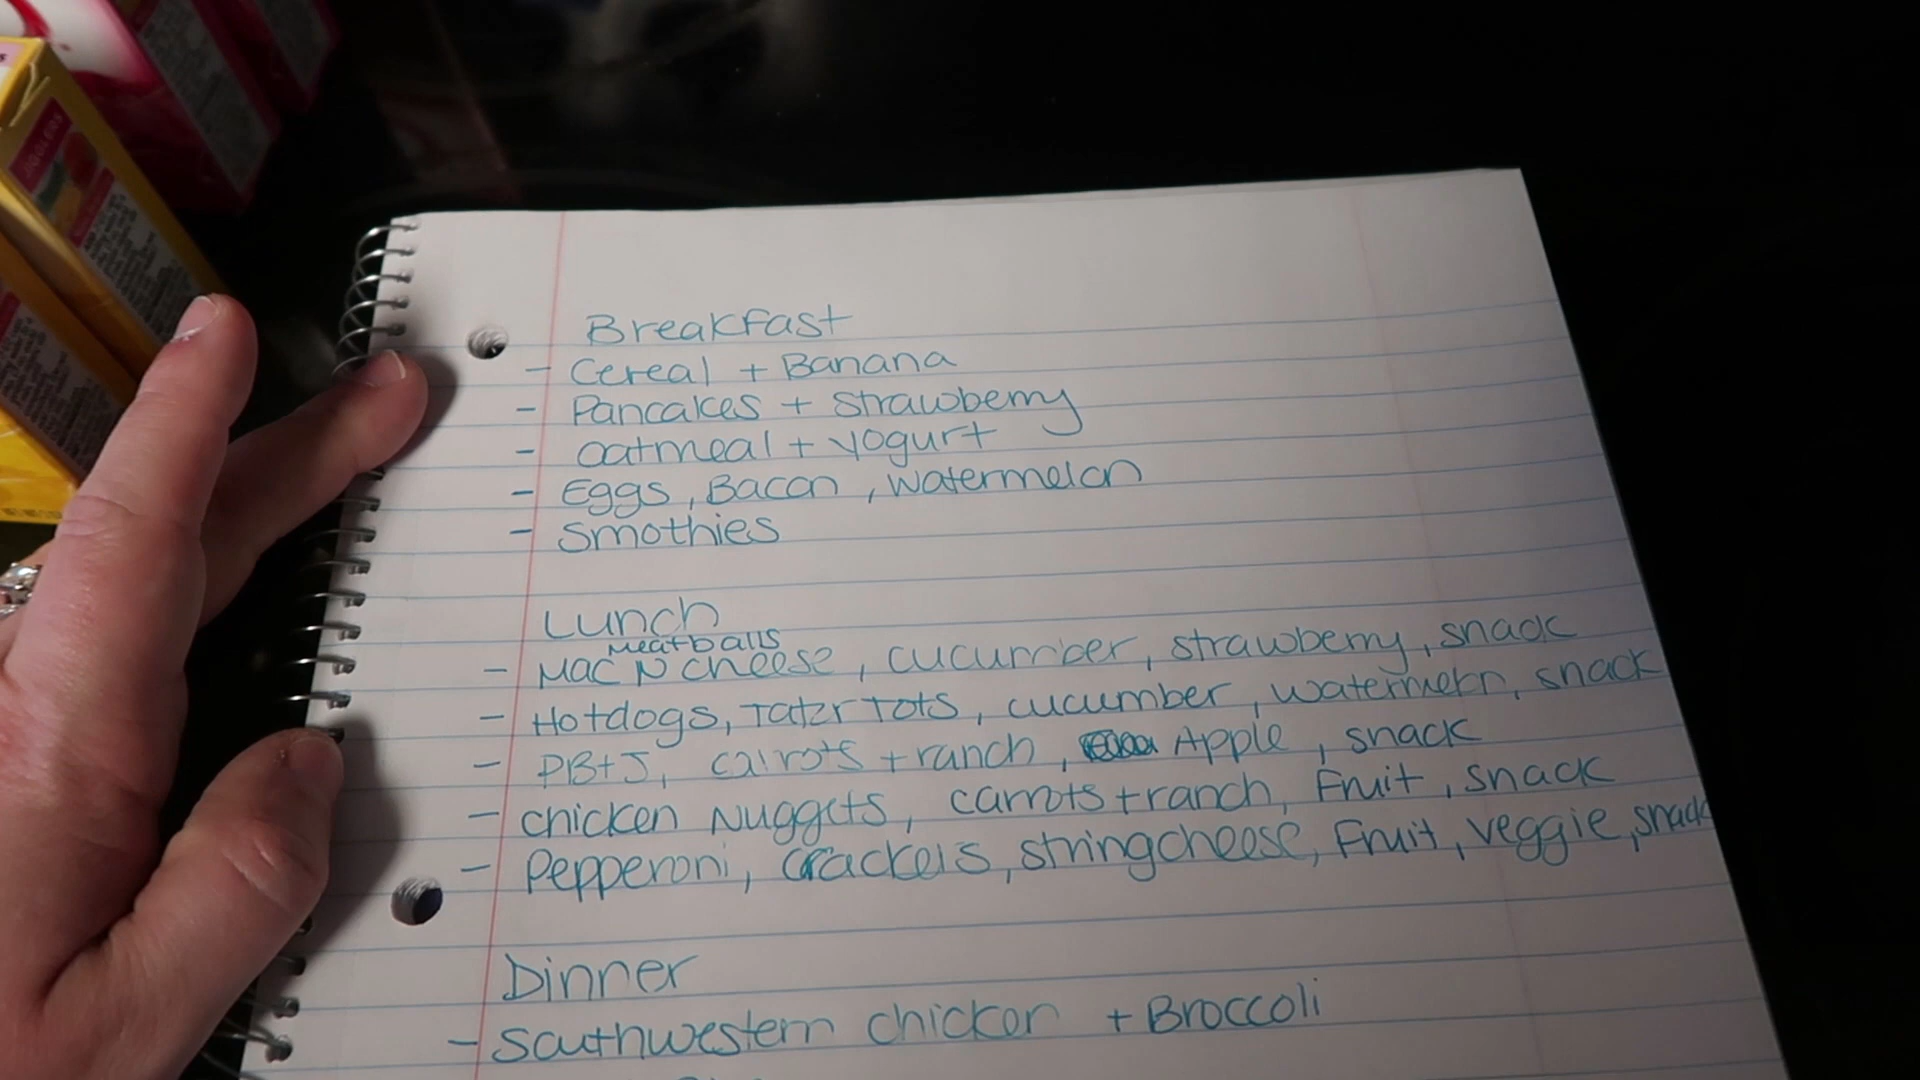 Breakfast
- Cereal + Banana
- Pancakes + strawberry
- oatmeal + yogurt
- Eggs, Bacon, watermelon
- Smothies
Lunch
meatballs
- Mac N cheese, cucumber, strawberry, snack
- Hotdogs, Tater Tots, cucumber, watermeln, snack
- PB+J, carrots + ranch, Apple, snack
- chicken Nuggets, carrots + ranch, Fruit, snack
- Pepperoni, Crackers, stringcheese, Fruit, veggie, snack
Dinner
- Southwestern chicken + Broccoli